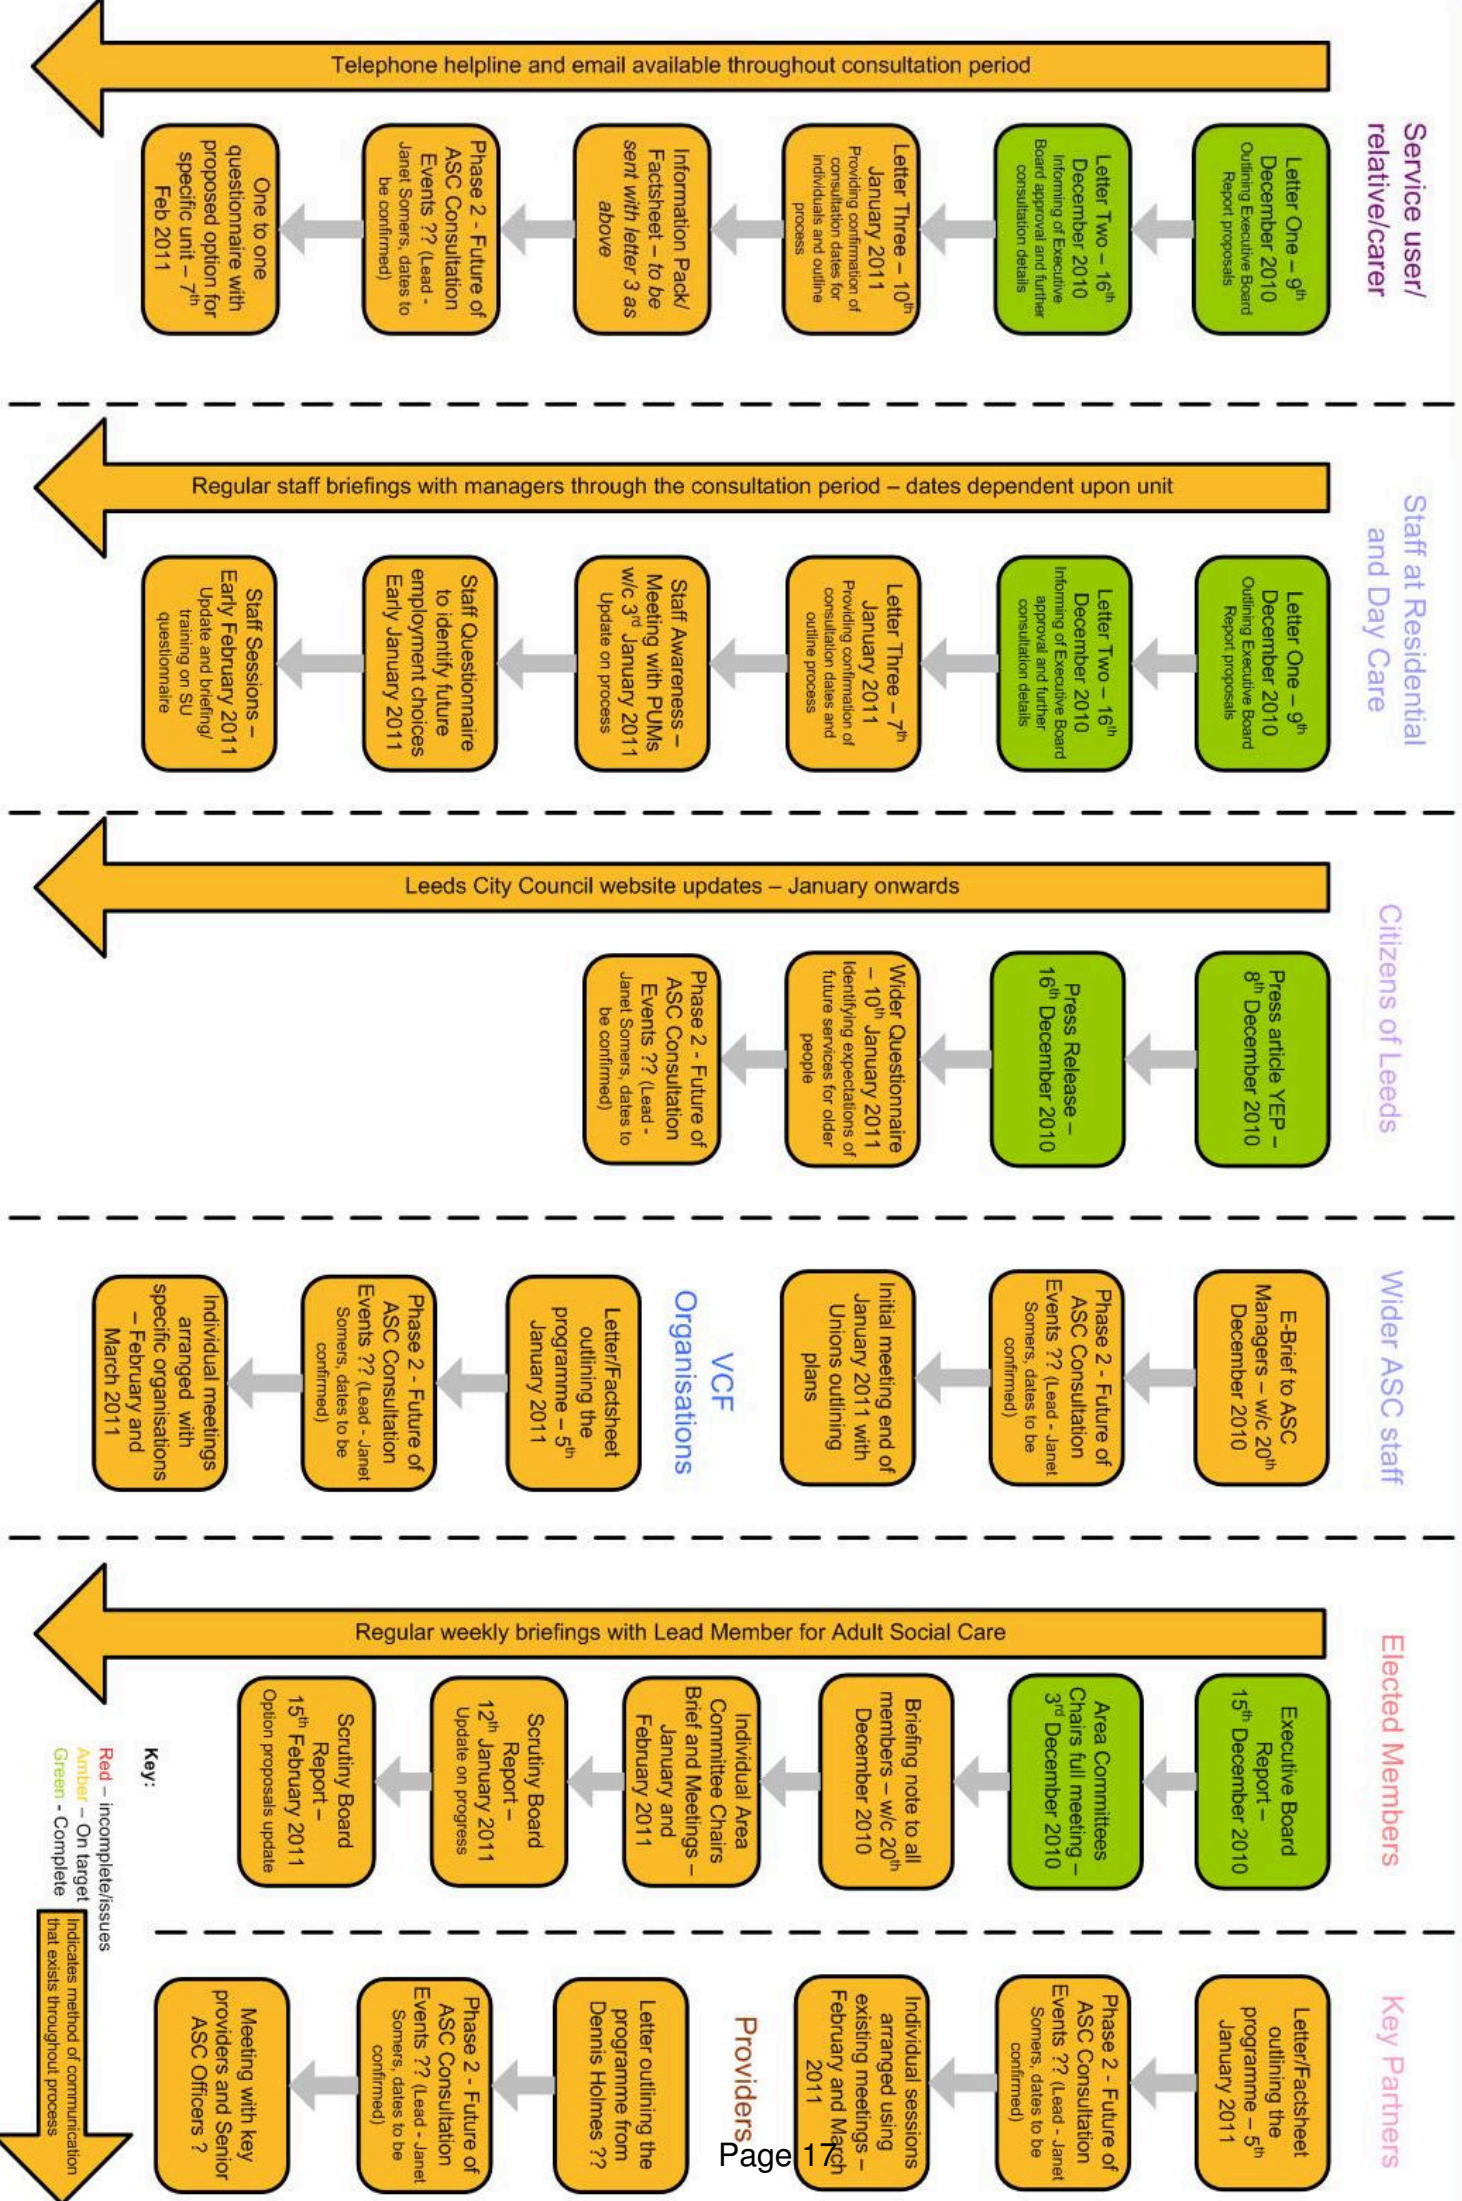 Service user/
relative/carer
Telephone helpline and email available throughout consultation period
Letter One – 9th
December 2010
Outlining Executive Board
Report proposals
Letter Two – 16th
December 2010
Informing of Executive
Board approval and further
consultation details
Letter Three – 10th
January 2011
Providing confirmation of
consultation dates for
individuals and outline
process
Information Pack/
Factsheet – to be
sent with letter 3 as
above
Phase 2 - Future of
ASC Consultation
Events ?? (Lead -
Janet Somers, dates to
be confirmed)
One to one
questionnaire with
proposed option for
specific unit – 7th
Feb 2011
Staff at Residential
and Day Care
Regular staff briefings with managers through the consultation period – dates dependent upon unit
Letter One – 9th
December 2010
Outlining Executive Board
Report proposals
Letter Two – 16th
December 2010
Informing of Executive Board
approval and further
consultation details
Letter Three – 7th
January 2011
Providing confirmation of
consultation dates and
outline process
Staff Awareness –
Meeting with PUMs
w/c 3rd January 2011
Update on process
Staff Questionnaire
to identify future
employment choices
Early January 2011
Staff Sessions –
Early February 2011
Update and briefing/
training on SU
questionnaire
Citizens of Leeds
Leeds City Council website updates – January onwards
Press article YEP –
8th December 2010
Press Release –
16th December 2010
Wider Questionnaire
– 10th January 2011
Identifying expectations of
future services for older
people
Phase 2 - Future of
ASC Consultation
Events ?? (Lead -
Janet Somers, dates to
be confirmed)
Wider ASC staff
E-Brief to ASC
Managers – w/c 20th
December 2010
Phase 2 - Future of
ASC Consultation
Events ?? (Lead - Janet
Somers, dates to be
confirmed)
Initial meeting end of
January 2011 with
Unions outlining
plans
VCF
Organisations
Letter/Factsheet
outlining the
programme – 5th
January 2011
Phase 2 - Future of
ASC Consultation
Events ?? (Lead - Janet
Somers, dates to be
confirmed)
Individual meetings
arranged with
specific organisations
– February and
March 2011
Elected Members
Regular weekly briefings with Lead Member for Adult Social Care
Executive Board
Report –
15th December 2010
Area Committees
Chairs full meeting –
3rd December 2010
Briefing note to all
members – w/c 20th
December 2010
Individual Area
Committee Chairs
Brief and Meetings –
January and
February 2011
Scrutiny Board
Report –
12th January 2011
Update on progress
Scrutiny Board
Report –
15th February 2011
Option proposals update
Key Partners
Letter/Factsheet
outlining the
programme – 5th
January 2011
Phase 2 - Future of
ASC Consultation
Events ?? (Lead - Janet
Somers, dates to be
confirmed)
Individual sessions
arranged using
existing meetings –
February and March
2011
Providers
Letter outlining the
programme from
Dennis Holmes ??
Phase 2 - Future of
ASC Consultation
Events ?? (Lead - Janet
Somers, dates to be
confirmed)
Meeting with key
providers and Senior
ASC Officers ?
Key:
Red – incomplete/issues
Amber – On target
Green - Complete
Indicates method of communication
that exists throughout process
Page 17